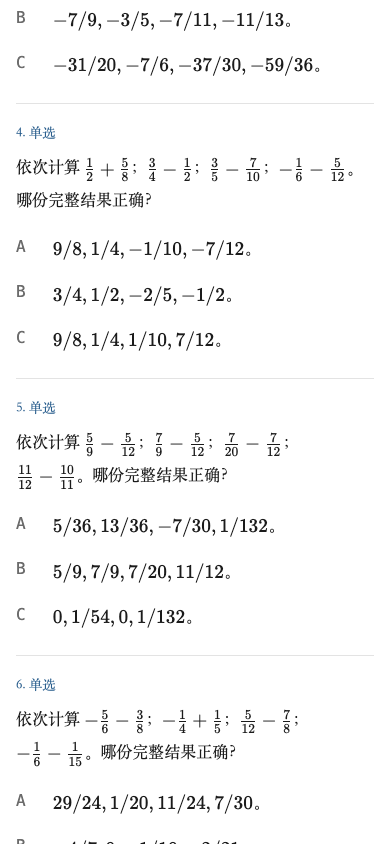 B −7/9, −3/5, −7/11, −11/13。
C −31/20, −7/6, −37/30, −59/36。
4. 单选
依次计算 1/2 + 5/8；3/4 − 1/2；3/5 − 7/10；−1/6 − 5/12。
哪份完整结果正确?
A 9/8, 1/4, −1/10, −7/12。
B 3/4, 1/2, −2/5, −1/2。
C 9/8, 1/4, 1/10, 7/12。
5. 单选
依次计算 5/9 − 5/12；7/9 − 5/12；7/20 − 7/12；
11/12 − 10/11。哪份完整结果正确?
A 5/36, 13/36, −7/30, 1/132。
B 5/9, 7/9, 7/20, 11/12。
C 0, 1/54, 0, 1/132。
6. 单选
依次计算 −5/6 − 3/8；−1/4 + 1/5；5/12 − 7/8；
−1/6 − 1/15。哪份完整结果正确?
A 29/24, 1/20, 11/24, 7/30。